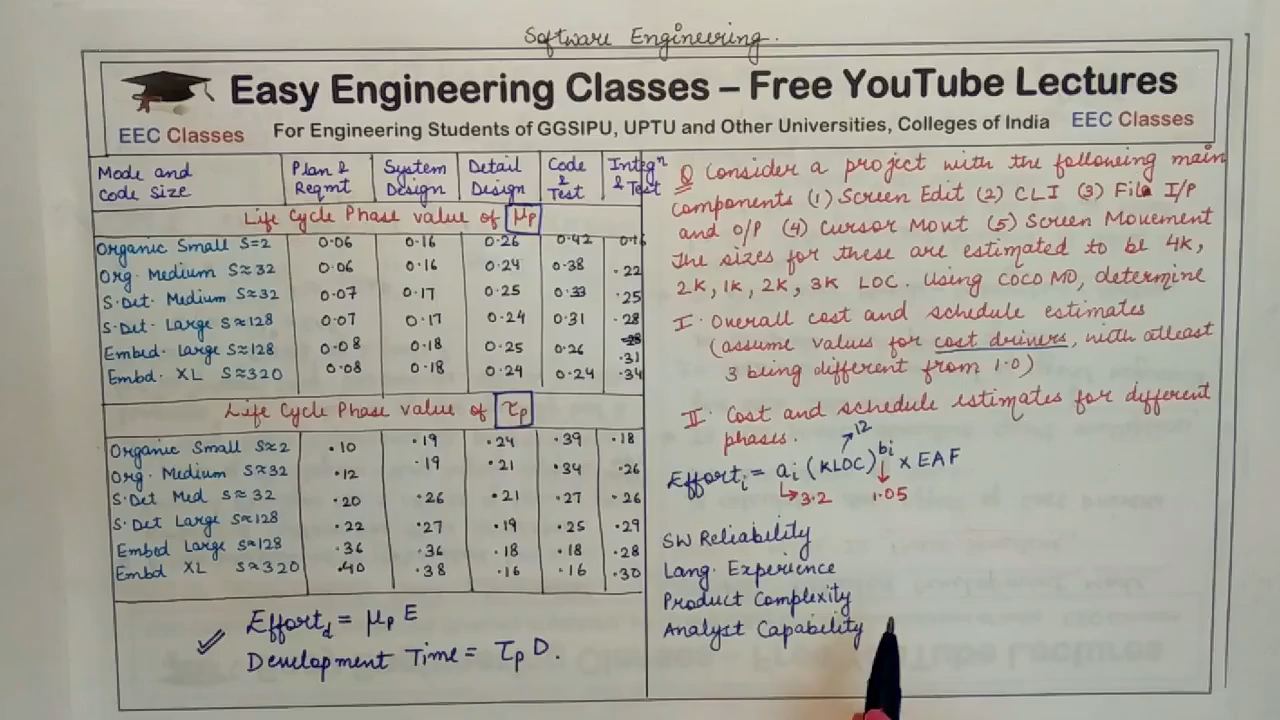 Software Engineering.
Easy Engineering Classes – Free YouTube Lectures
EEC Classes
For Engineering Students of GGSIPU, UPTU and Other Universities, Colleges of India
EEC Classes
Mode and code size | Plan & Reqmt | System Design | Detail Design | Code & Test | Integⁿ & Test
Life Cycle Phase value of μp
Organic Small S=2 0.06 0.16 0.26 0.42 0.16
Org. Medium S≈32 0.06 0.16 0.24 0.38 .22
S.Det. Medium S≈32 0.07 0.17 0.25 0.33 .25
S.Det. Large S≈128 0.07 0.17 0.24 0.31 .28
Embed. Large S≈128 0.08 0.18 0.25 0.26 .31
Embd. XL S≈320 0.08 0.18 0.24 0.24 .34
Life Cycle Phase value of τp
Organic Small S≈2 .10 .19 .24 .39 .18
Org. Medium S≈32 .12 .19 .21 .34 .26
S.Det Med S≈32 .20 .26 .21 .27 .26
S.Det Large S≈128 .22 .27 .19 .25 .29
Embed Large S≈128 .36 .36 .18 .18 .28
Embd XL S≈320 .40 .38 .16 .16 .30
Effort_d = μp E
Development Time = τp D.
Q Consider a project with the following main
components (1) Screen Edit (2) CLI (3) File I/P
and O/P (4) Cursor Movt (5) Screen Movement
The sizes for these are estimated to be 4k,
2k, 1k, 2k, 3k LOC. Using COCOMO, determine
I. Overall cost and schedule estimates
(assume values for cost drivers, with atleast
3 being different from 1.0)
II. Cost and schedule estimates for different
phases.
12
Effort_i = a_i (KLOC)^bi × EAF
3.2 1.05
SW Reliability
Lang. Experience
Product Complexity
Analyst Capability